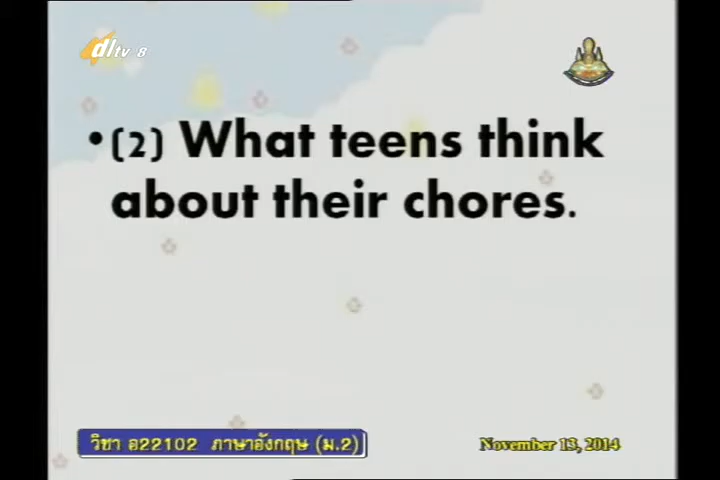 dltv 8
•(2) What teens think
about their chores.
วิชา อ22102 ภาษาอังกฤษ (ม.2)
November 13, 2014